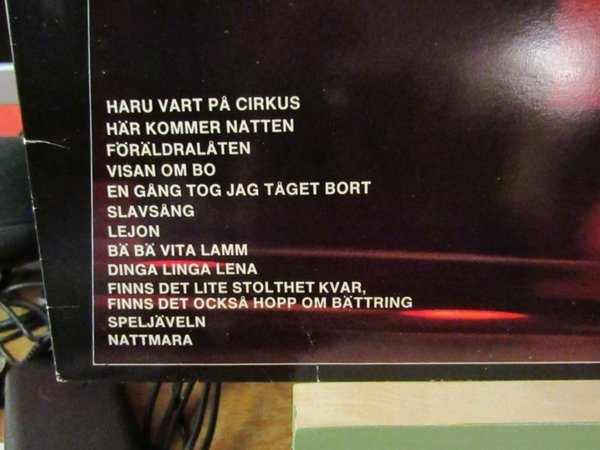 HARU VART PÅ CIRKUS
HÄR KOMMER NATTEN
FÖRÄLDRALÅTEN
VISAN OM BO
EN GÅNG TOG JAG TÅGET BORT
SLAVSÅNG
LEJON
BÄ BÄ VITA LAMM
DINGA LINGA LENA
FINNS DET LITE STOLTHET KVAR,
FINNS DET OCKSÅ HOPP OM BÄTTRING
SPELJÄVELN
NATTMARA